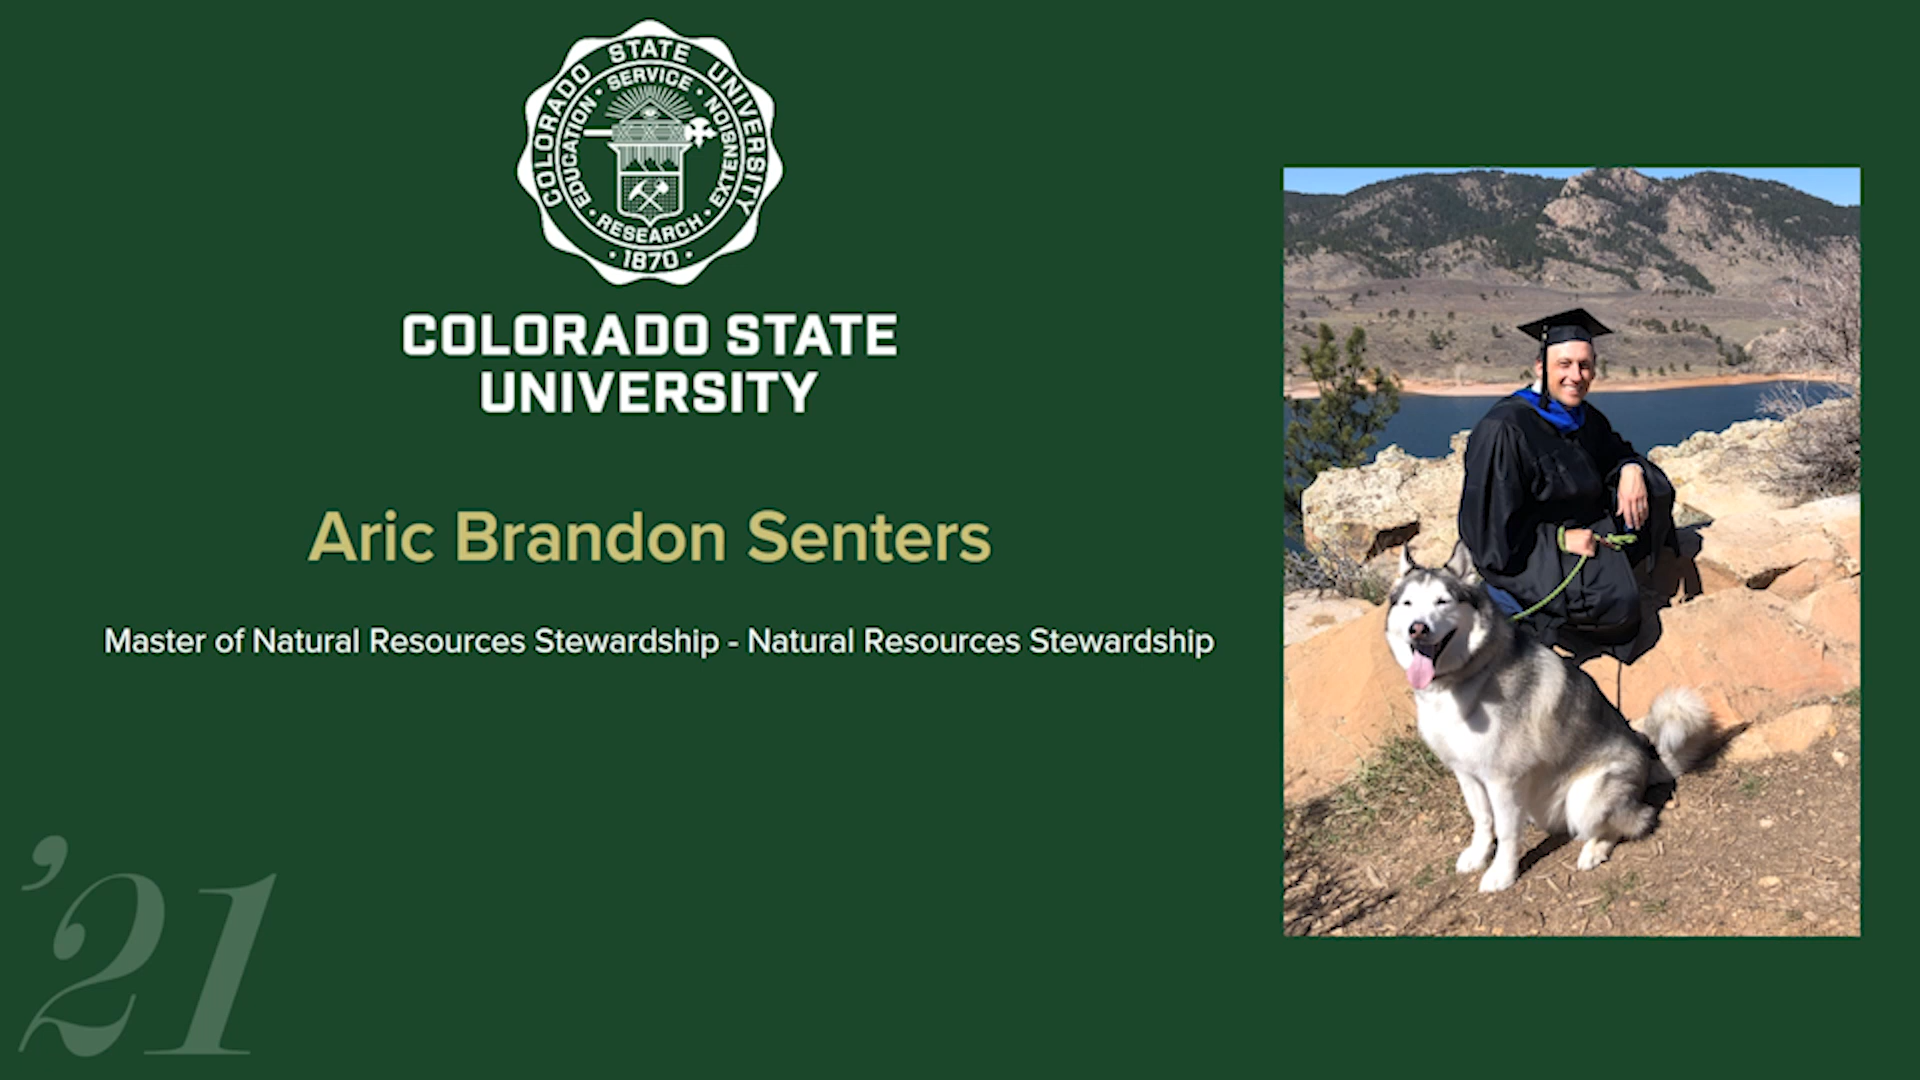 COLORADO STATE UNIVERSITY
EDUCATION • SERVICE • EXTENSION • RESEARCH
• 1870 •
COLORADO STATE
UNIVERSITY
Aric Brandon Senters
Master of Natural Resources Stewardship - Natural Resources Stewardship
’21